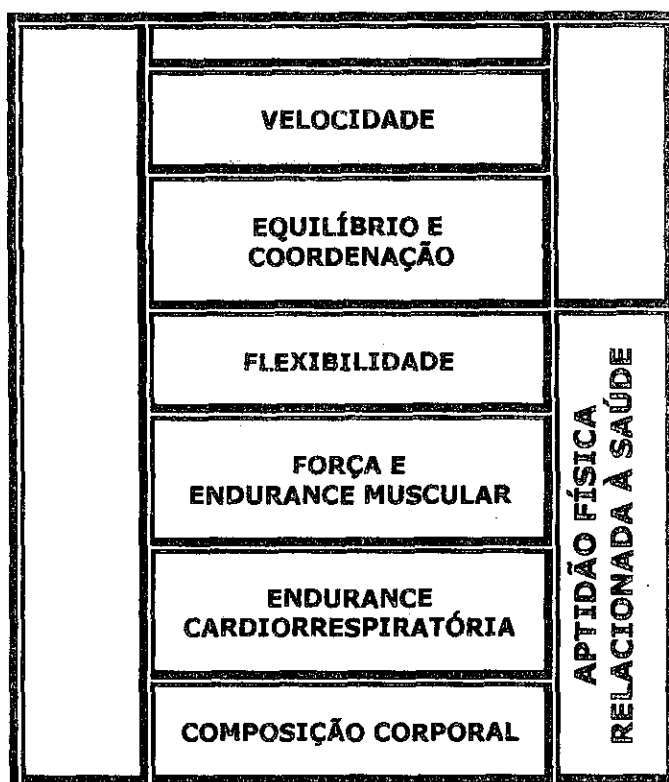 VELOCIDADE
EQUILÍBRIO E
COORDENAÇÃO
FLEXIBILIDADE
FORÇA E
ENDURANCE MUSCULAR
ENDURANCE
CARDIORRESPIRATÓRIA
COMPOSIÇÃO CORPORAL
APTIDÃO FÍSICA
RELACIONADA À SAÚDE